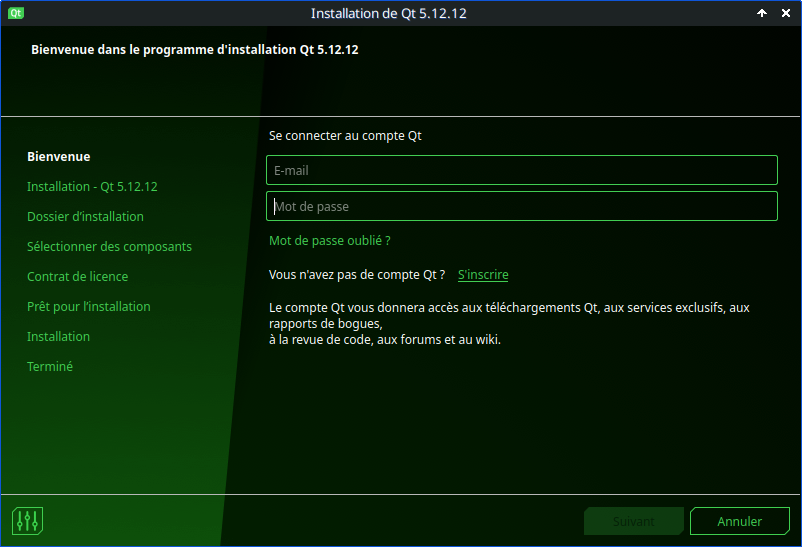 Qt
Installation de Qt 5.12.12
Bienvenue dans le programme d'installation Qt 5.12.12
Bienvenue
Installation - Qt 5.12.12
Dossier d’installation
Sélectionner des composants
Contrat de licence
Prêt pour l’installation
Installation
Terminé
Se connecter au compte Qt
E-mail
Mot de passe
Mot de passe oublié ?
Vous n'avez pas de compte Qt ? S'inscrire
Le compte Qt vous donnera accès aux téléchargements Qt, aux services exclusifs, aux
rapports de bogues,
à la revue de code, aux forums et au wiki.
Suivant
Annuler